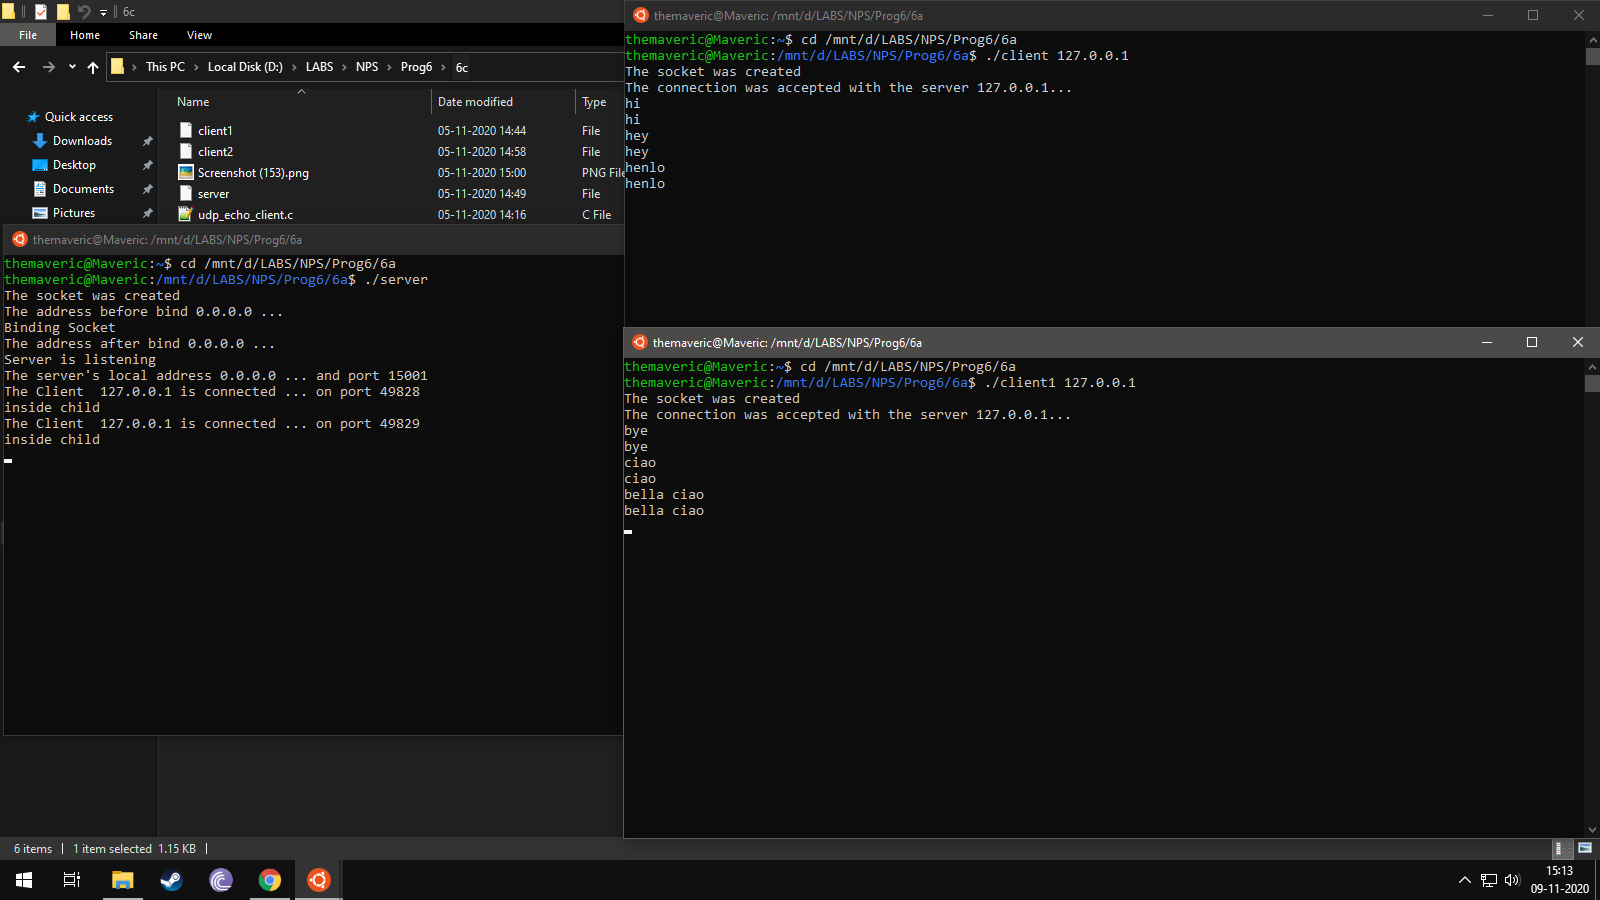 6c
File Home Share View
This PC Local Disk (D:) LABS NPS Prog6 6c
Name Date modified Type
Quick access
Downloads
Desktop
Documents
Pictures
client1 05-11-2020 14:44 File
client2 05-11-2020 14:58 File
Screenshot (153).png 05-11-2020 15:00 PNG File
server 05-11-2020 14:49 File
udp_echo_client.c 05-11-2020 14:16 C File
themaveric@Maveric: /mnt/d/LABS/NPS/Prog6/6a
themaveric@Maveric:~$ cd /mnt/d/LABS/NPS/Prog6/6a
themaveric@Maveric:/mnt/d/LABS/NPS/Prog6/6a$ ./server
The socket was created
The address before bind 0.0.0.0 ...
Binding Socket
The address after bind 0.0.0.0 ...
Server is listening
The server's local address 0.0.0.0 ... and port 15001
The Client  127.0.0.1 is connected ... on port 49828
inside child
The Client  127.0.0.1 is connected ... on port 49829
inside child
themaveric@Maveric: /mnt/d/LABS/NPS/Prog6/6a
themaveric@Maveric:~$ cd /mnt/d/LABS/NPS/Prog6/6a
themaveric@Maveric:/mnt/d/LABS/NPS/Prog6/6a$ ./client 127.0.0.1
The socket was created
The connection was accepted with the server 127.0.0.1...
hi
hi
hey
hey
henlo
henlo
themaveric@Maveric: /mnt/d/LABS/NPS/Prog6/6a
themaveric@Maveric:~$ cd /mnt/d/LABS/NPS/Prog6/6a
themaveric@Maveric:/mnt/d/LABS/NPS/Prog6/6a$ ./client1 127.0.0.1
The socket was created
The connection was accepted with the server 127.0.0.1...
bye
bye
ciao
ciao
bella ciao
bella ciao
6 items 1 item selected 1.15 KB
15:13
09-11-2020